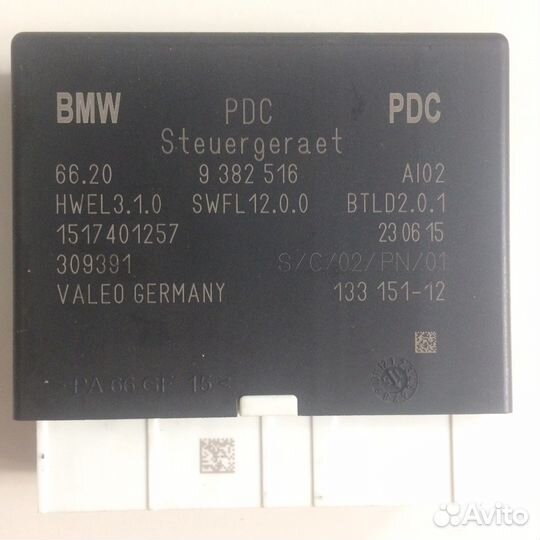 BMW PDC PDC
Steuergeraet
66.20 9 382 516 AI02
HWEL3.1.0 SWFL12.0.0 BTLD2.0.1
1517401257 23 06 15
309391 S/C/02/PN/01
VALEO GERMANY 133 151-12
>PA 66 GF 15<
Avito